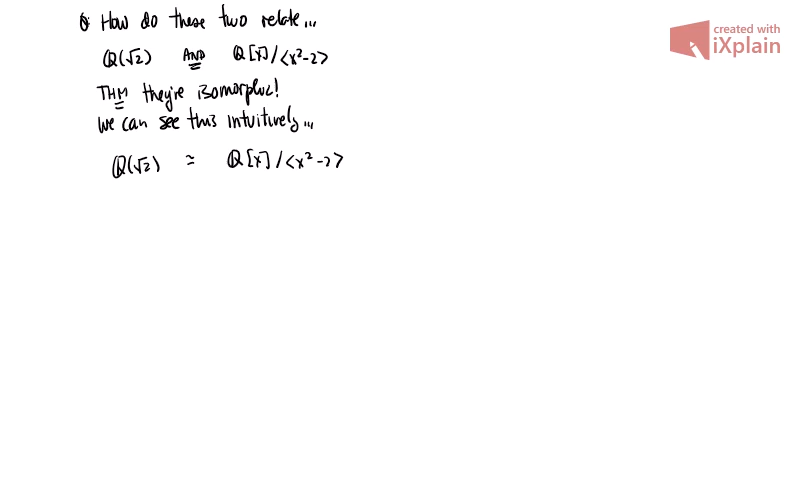 Q How do these two relate...
ℚ(√2) AND ℚ[x]/<x²-2>
THM they're isomorphic!
We can see this intuitively...
ℚ(√2) ≃ ℚ[x]/<x²-2>
created with
iXplain